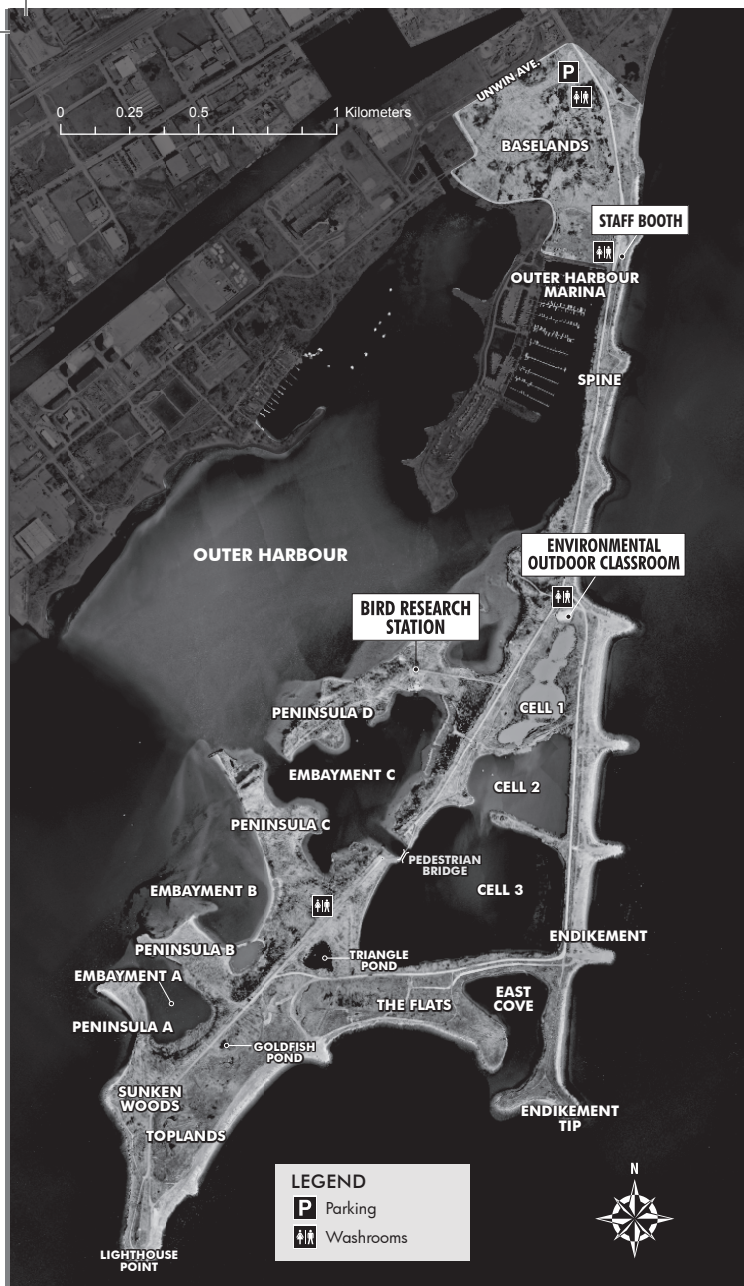 UNWIN AVE.
P
0 0.25 0.5 1 Kilometers
BASELANDS
STAFF BOOTH
OUTER HARBOUR
MARINA
SPINE
OUTER HARBOUR
ENVIRONMENTAL
OUTDOOR CLASSROOM
BIRD RESEARCH
STATION
PENINSULA D
CELL 1
EMBAYMENT C
CELL 2
PENINSULA C
PEDESTRIAN
BRIDGE
EMBAYMENT B
CELL 3
PENINSULA B
ENDIKEMENT
TRIANGLE
POND
EMBAYMENT A
EAST
COVE
THE FLATS
PENINSULA A
GOLDFISH
POND
SUNKEN
WOODS
ENDIKEMENT
TIP
TOPLANDS
LEGEND
P Parking
Washrooms
N
LIGHTHOUSE
POINT